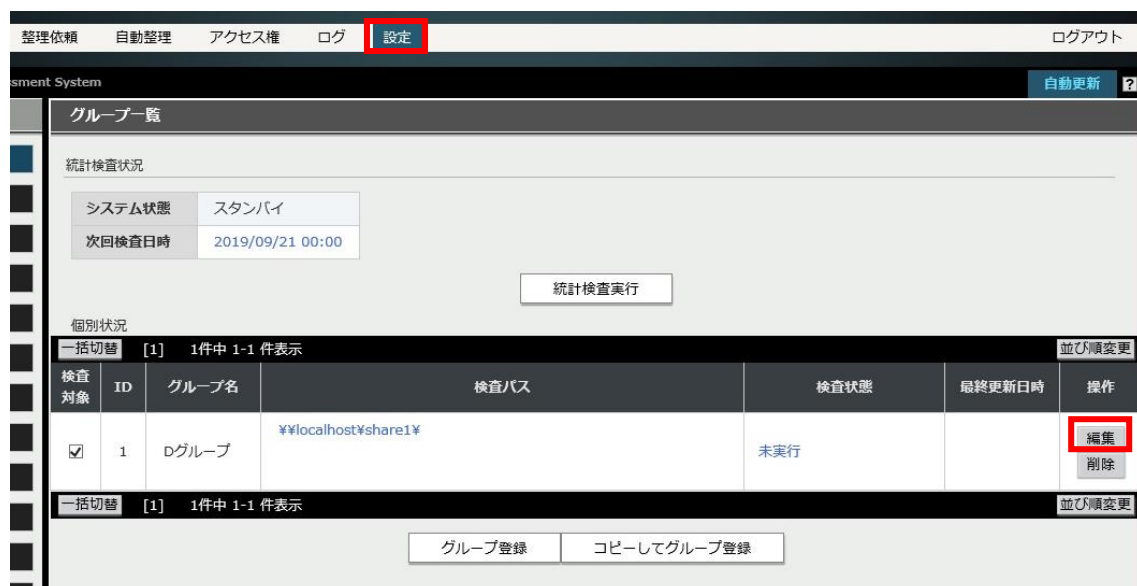 整理依頼 自動整理 アクセス権 ログ 設定 ログアウト
ssment System 自動更新 ?
グループ一覧
統計検査状況
システム状態 スタンバイ
次回検査日時 2019/09/21 00:00
統計検査実行
個別状況
一括切替 [1] 1件中 1-1 件表示 並び順変更
検査対象 ID グループ名 検査パス 検査状態 最終更新日時 操作
1 Dグループ ¥¥localhost¥share1¥ 未実行 編集
削除
一括切替 [1] 1件中 1-1 件表示 並び順変更
グループ登録 コピーしてグループ登録